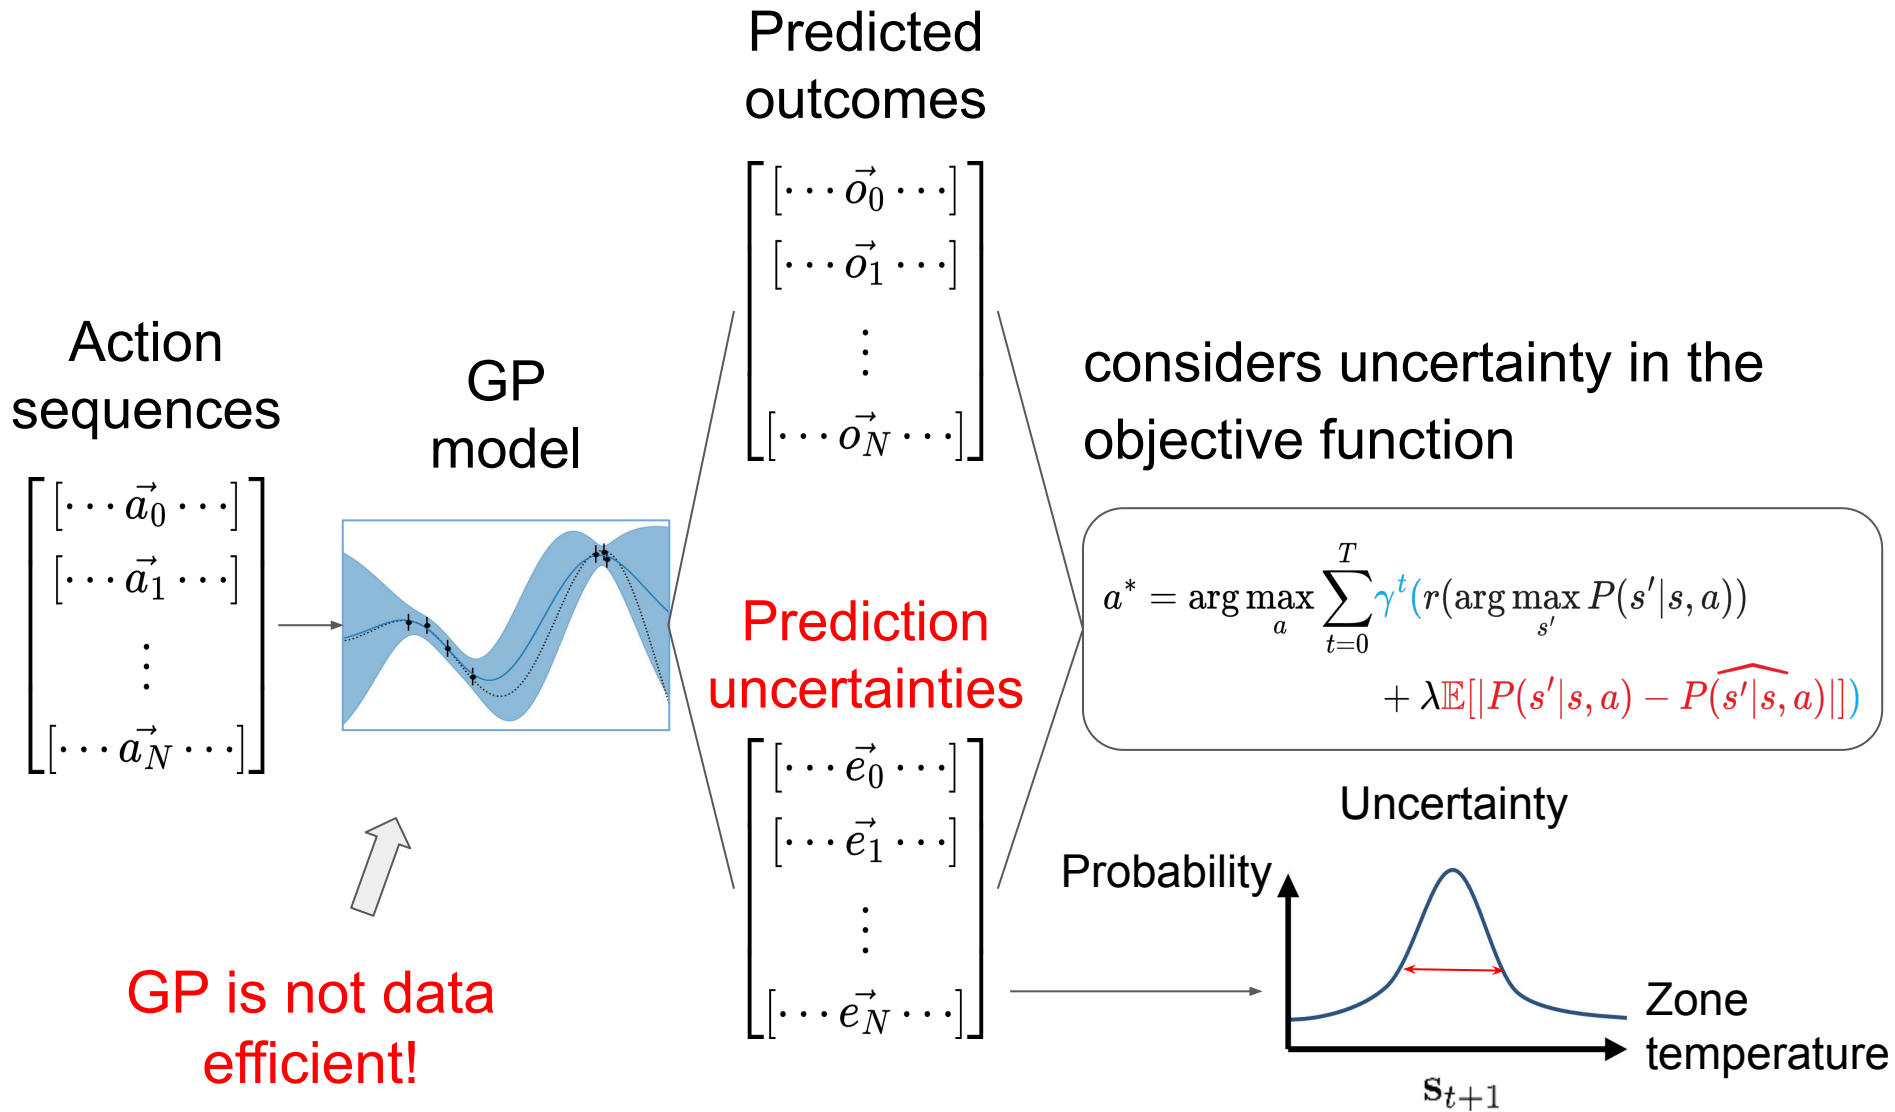 Predicted
outcomes
[··· o⃗₀ ···]
[··· o⃗₁ ···]
⋮
[··· o⃗_N ···]
Action
sequences
[··· a⃗₀ ···]
[··· a⃗₁ ···]
⋮
[··· a⃗_N ···]
GP
model
GP is not data
efficient!
Prediction
uncertainties
[··· e⃗₀ ···]
[··· e⃗₁ ···]
⋮
[··· e⃗_N ···]
considers uncertainty in the
objective function
a* = arg max_a ∑_{t=0}^{T} γ^t(r(arg max_{s'} P(s'|s, a))
+ λ𝔼[|P(s'|s, a) − \widehat{P(s'|s, a)}|])
Uncertainty
Probability
Zone
temperature
s_{t+1}